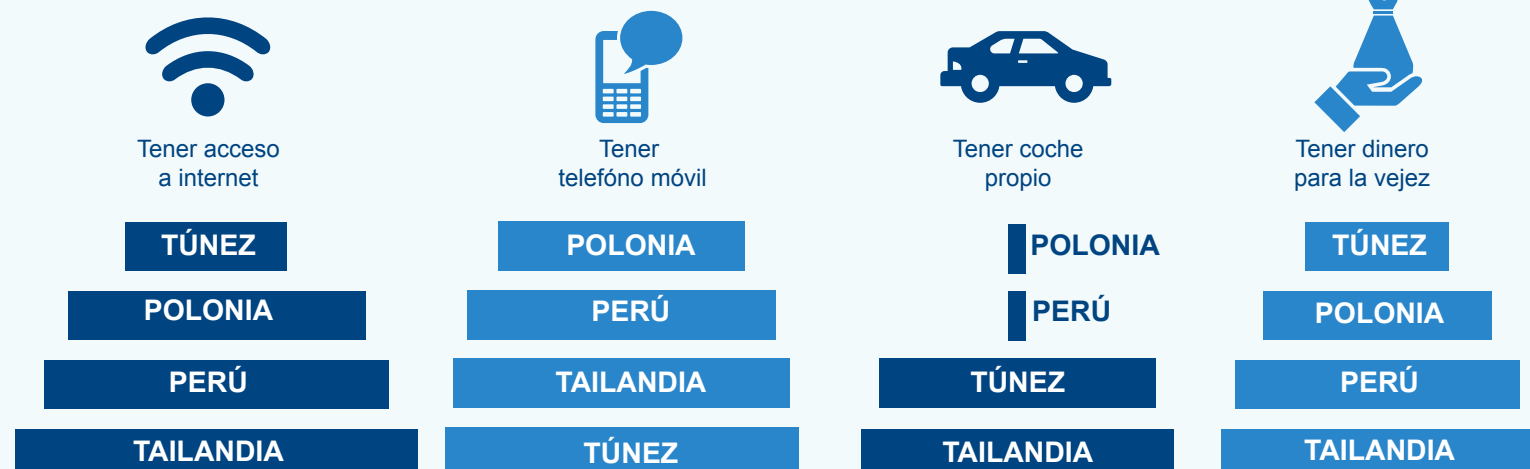 Tener acceso
a internet
TÚNEZ
POLONIA
PERÚ
TAILANDIA
Tener
telefóno móvil
POLONIA
PERÚ
TAILANDIA
TÚNEZ
Tener coche
propio
POLONIA
PERÚ
TÚNEZ
TAILANDIA
Tener dinero
para la vejez
TÚNEZ
POLONIA
PERÚ
TAILANDIA